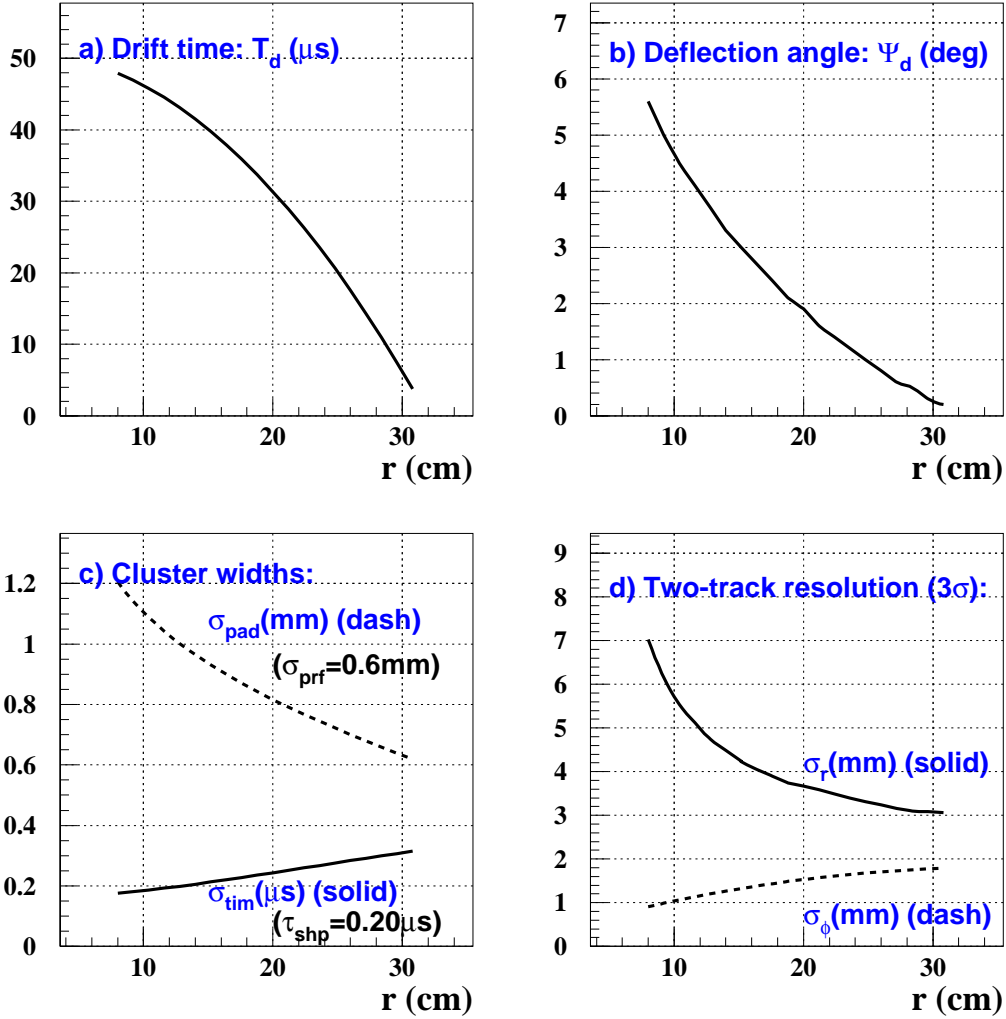 a) Drift time: T_d (μs)
50
40
30
20
10
0
10 20 30
r (cm)
b) Deflection angle: Ψ_d (deg)
7
6
5
4
3
2
1
0
10 20 30
r (cm)
c) Cluster widths:
σ_pad(mm) (dash)
(σ_prf=0.6mm)
σ_tim(μs) (solid)
(τ_shp=0.20μs)
1.2
1
0.8
0.6
0.4
0.2
0
10 20 30
r (cm)
d) Two-track resolution (3σ):
σ_r(mm) (solid)
σ_ϕ(mm) (dash)
9
8
7
6
5
4
3
2
1
0
10 20 30
r (cm)